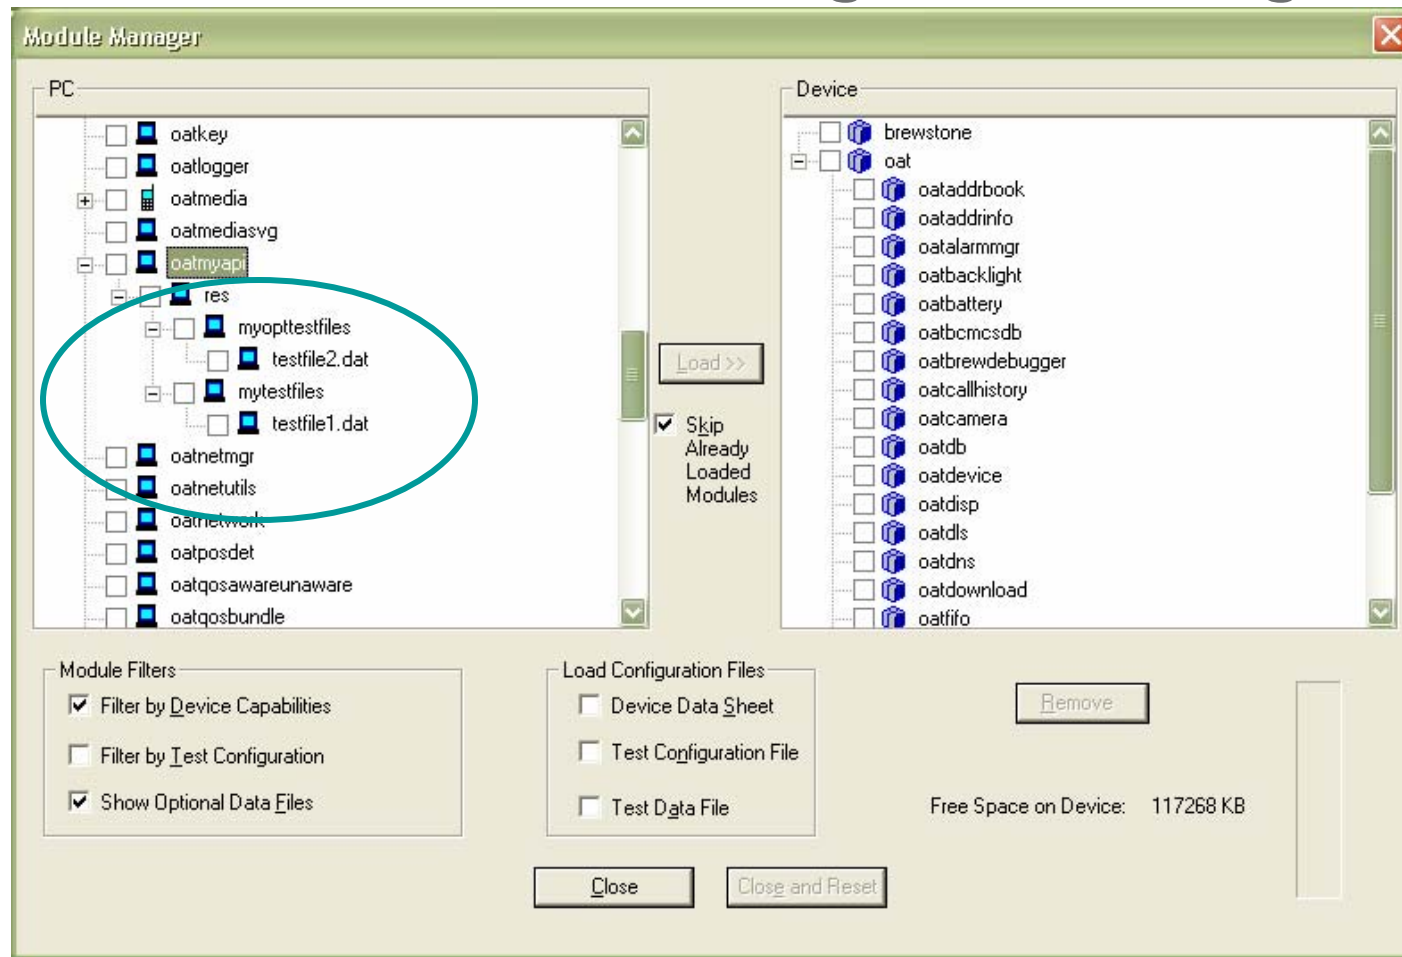 Module Manager
PC
oatkey
oatlogger
oatmedia
oatmediasvg
oatmyapi
res
myopttestfiles
testfile2.dat
mytestfiles
testfile1.dat
oatnetmgr
oatnetutils
oatnetwork
oatposdet
oatqosawareunaware
oatqosbundle
Load >>
Skip
Already
Loaded
Modules
Device
brewstone
oat
oataddrbook
oataddrinfo
oatalarmmgr
oatbacklight
oatbattery
oatbcmcsdb
oatbrewdebugger
oatcallhistory
oatcamera
oatdb
oatdevice
oatdisp
oatdls
oatdns
oatdownload
oatfifo
Module Filters
Filter by Device Capabilities
Filter by Test Configuration
Show Optional Data Files
Load Configuration Files
Device Data Sheet
Test Configuration File
Test Data File
Remove
Free Space on Device: 117268 KB
Close
Close and Reset